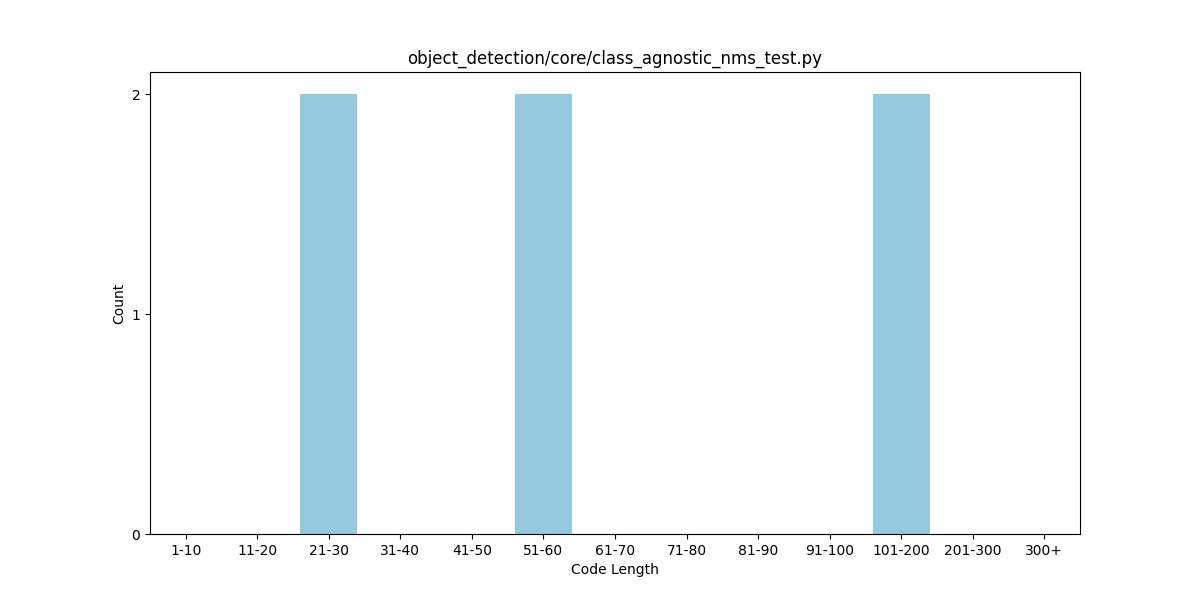 object_detection/core/class_agnostic_nms_test.py
2
1
0
Count
1-10 11-20 21-30 31-40 41-50 51-60 61-70 71-80 81-90 91-100 101-200 201-300 300+
Code Length